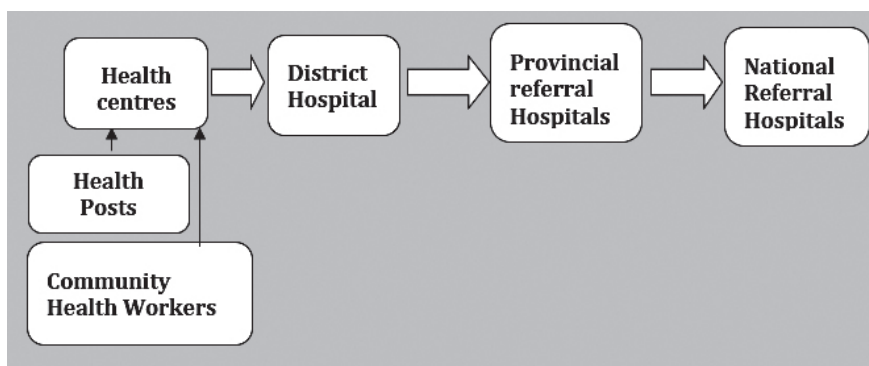 Health
centres
District
Hospital
Provincial
referral
Hospitals
National
Referral
Hospitals
Health
Posts
Community
Health Workers